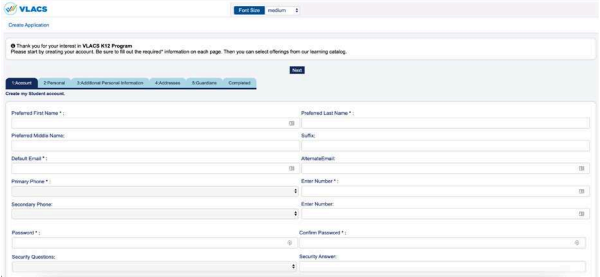 VLACS
Font Size medium
Create Application
Thank you for your interest in VLACS K12 Program
Please start by creating your account. Be sure to fill out the required* information on each page. Then you can select offerings from our learning catalog.
Next
1:Account 2:Personal 3:Additional Personal Information 4:Addresses 5:Guardians Completed
Create my Student account.
Preferred First Name * : Preferred Last Name * :
Preferred Middle Name: Suffix:
Default Email * : AlternateEmail:
Primary Phone * : Enter Number * :
Secondary Phone: Enter Number:
Password * : Confirm Password * :
Security Questions: Security Answer: